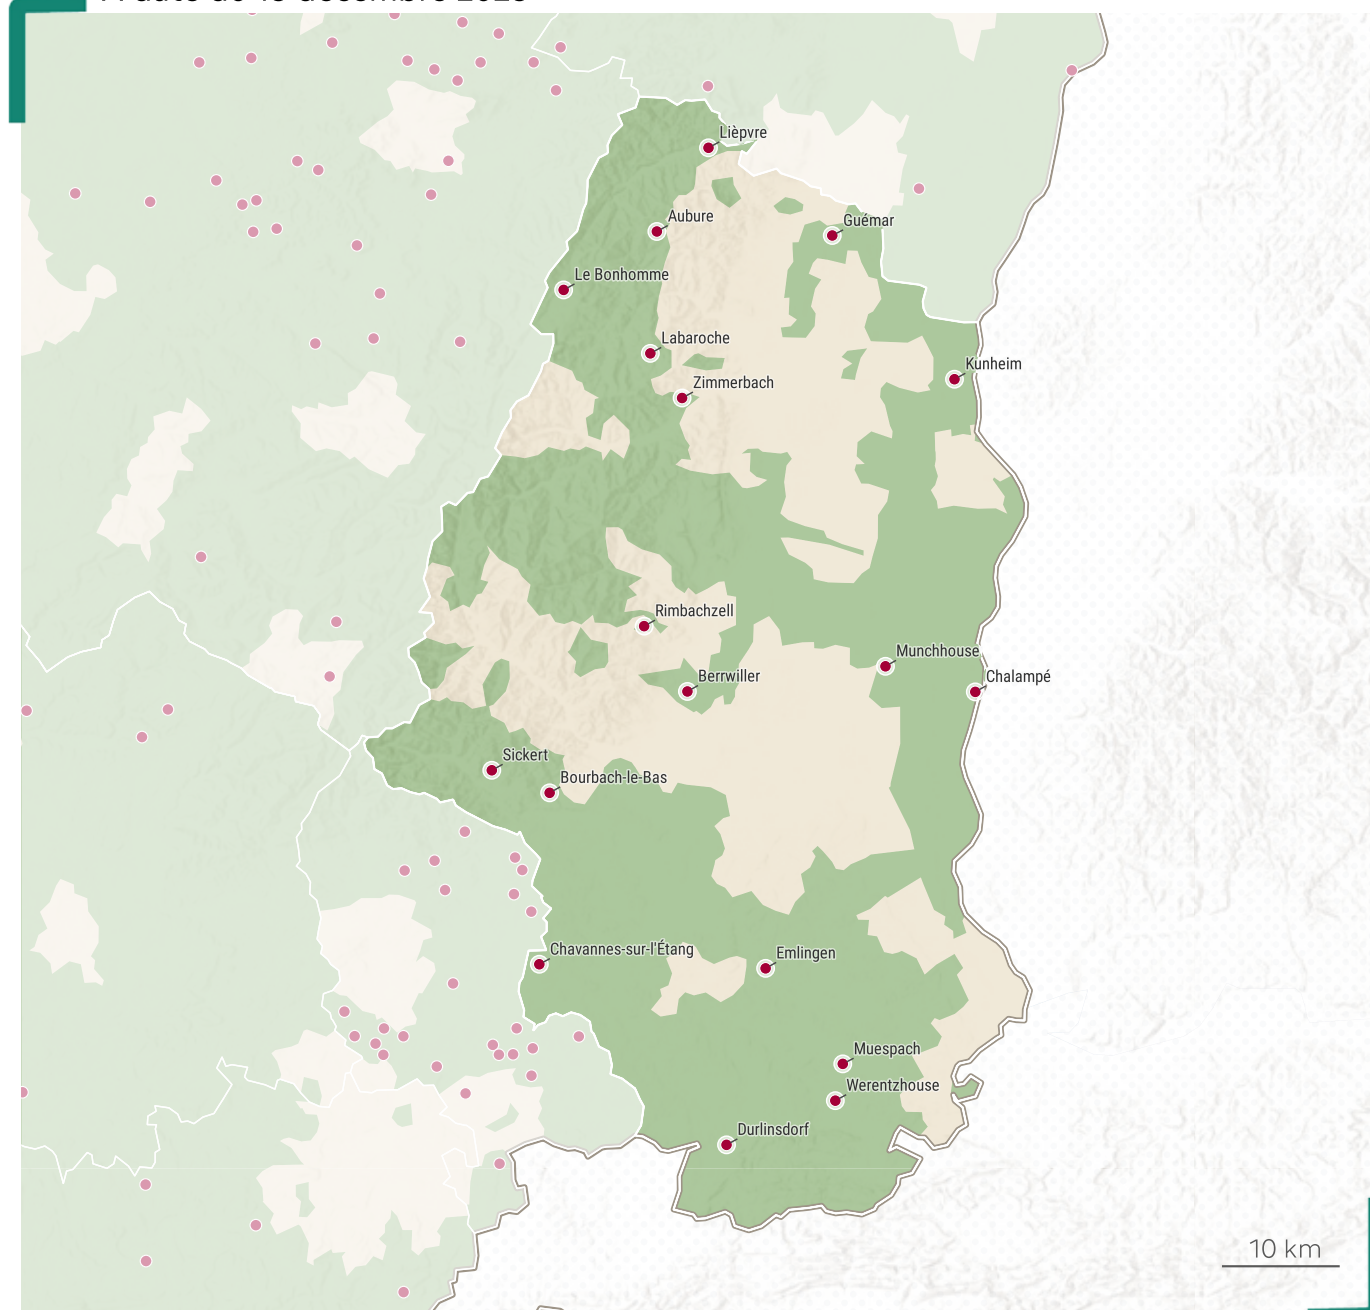 Lièpvre
Aubure
Guémar
Le Bonhomme
Labaroche
Kunheim
Zimmerbach
Rimbachzell
Munchhouse
Berrwiller
Chalampé
Sickert
Bourbach-le-Bas
Chavannes-sur-l'Étang
Emlingen
Muespach
Werentzhouse
Durlinsdorf
10 km